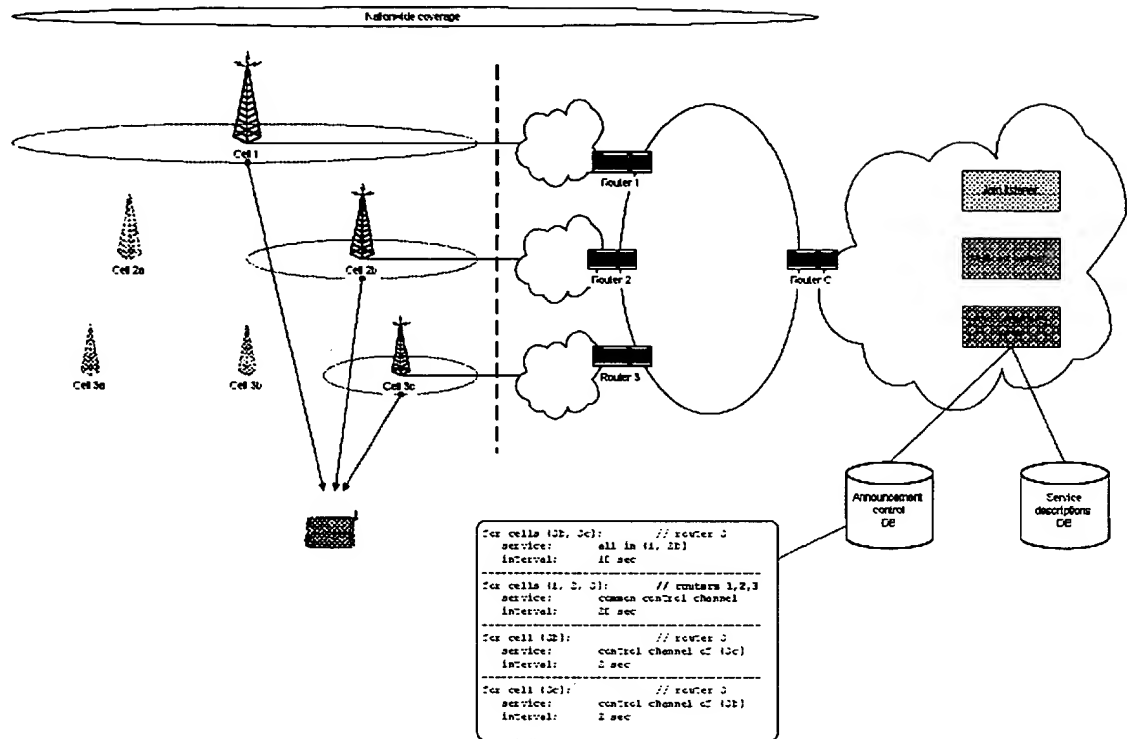 Nationwide coverage
Cell 1
Router 1
Join listener
Cell 2a
Cell 2b
Router 2
Router C
Cell 3a
Cell 3b
Cell 3c
Router 3
Announcement
control
DB
Service
descriptions
DB
for cells (3b, 3c): // router 3
service: all in (1, 2b)
interval: 10 sec
for cells (1, 2, 3): // routers 1,2,3
service: common control channel
interval: 20 sec
for cell (3b): // router 3
service: control channel of (3c)
interval: 2 sec
for cell (3c): // router 3
service: control channel of (3b)
interval: 2 sec